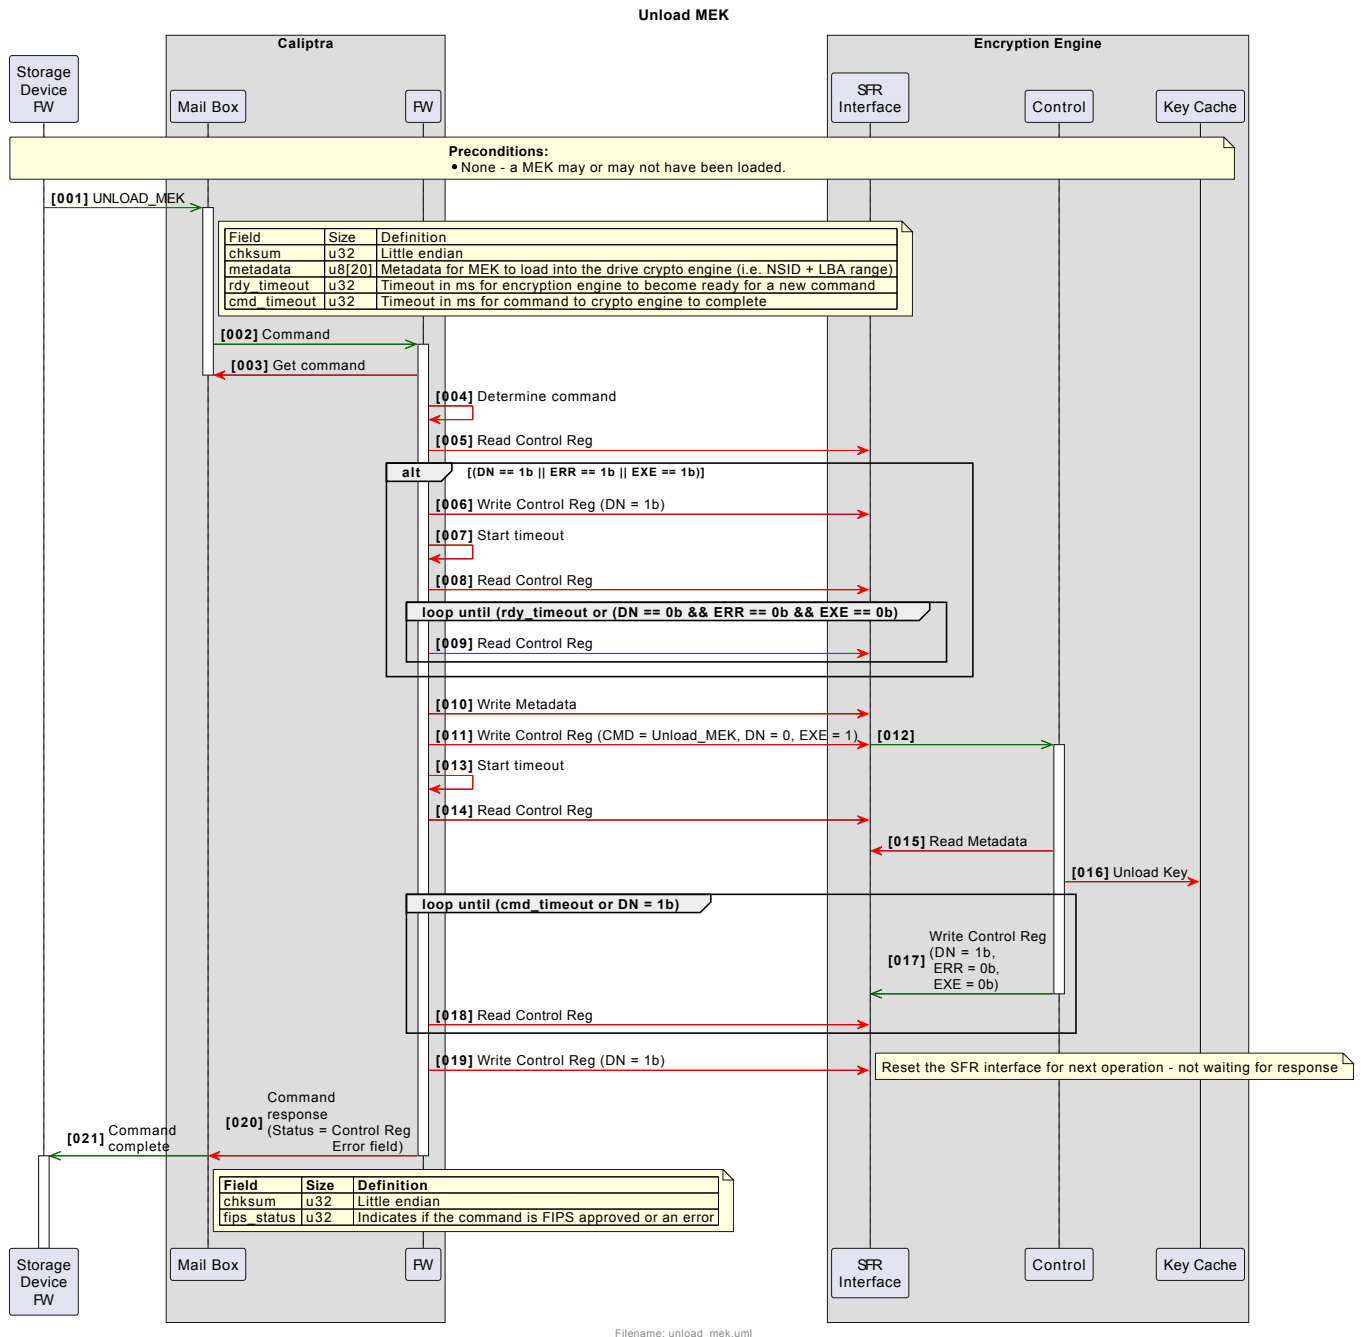 Unload MEK
Caliptra
Encryption Engine
Storage
Device
FW
Mail Box
FW
SFR
Interface
Control
Key Cache
Preconditions:
• None - a MEK may or may not have been loaded.
[001] UNLOAD_MEK
Field Size Definition
chksum u32 Little endian
metadata u8[20] Metadata for MEK to load into the drive crypto engine (i.e. NSID + LBA range)
rdy_timeout u32 Timeout in ms for encryption engine to become ready for a new command
cmd_timeout u32 Timeout in ms for command to crypto engine to complete
[002] Command
[003] Get command
[004] Determine command
[005] Read Control Reg
alt [(DN == 1b || ERR == 1b || EXE == 1b)]
[006] Write Control Reg (DN = 1b)
[007] Start timeout
[008] Read Control Reg
loop until (rdy_timeout or (DN == 0b && ERR == 0b && EXE == 0b)
[009] Read Control Reg
[010] Write Metadata
[011] Write Control Reg (CMD = Unload_MEK, DN = 0, EXE = 1) [012]
[013] Start timeout
[014] Read Control Reg
[015] Read Metadata
[016] Unload Key
loop until (cmd_timeout or DN = 1b)
Write Control Reg
[017] (DN = 1b,
ERR = 0b,
EXE = 0b)
[018] Read Control Reg
[019] Write Control Reg (DN = 1b)
Reset the SFR interface for next operation - not waiting for response
Command
response
[020] (Status = Control Reg
Error field)
[021] Command
complete
Field Size Definition
chksum u32 Little endian
fips_status u32 Indicates if the command is FIPS approved or an error
Storage
Device
FW
Mail Box
FW
SFR
Interface
Control
Key Cache
Filename: unload_mek.uml